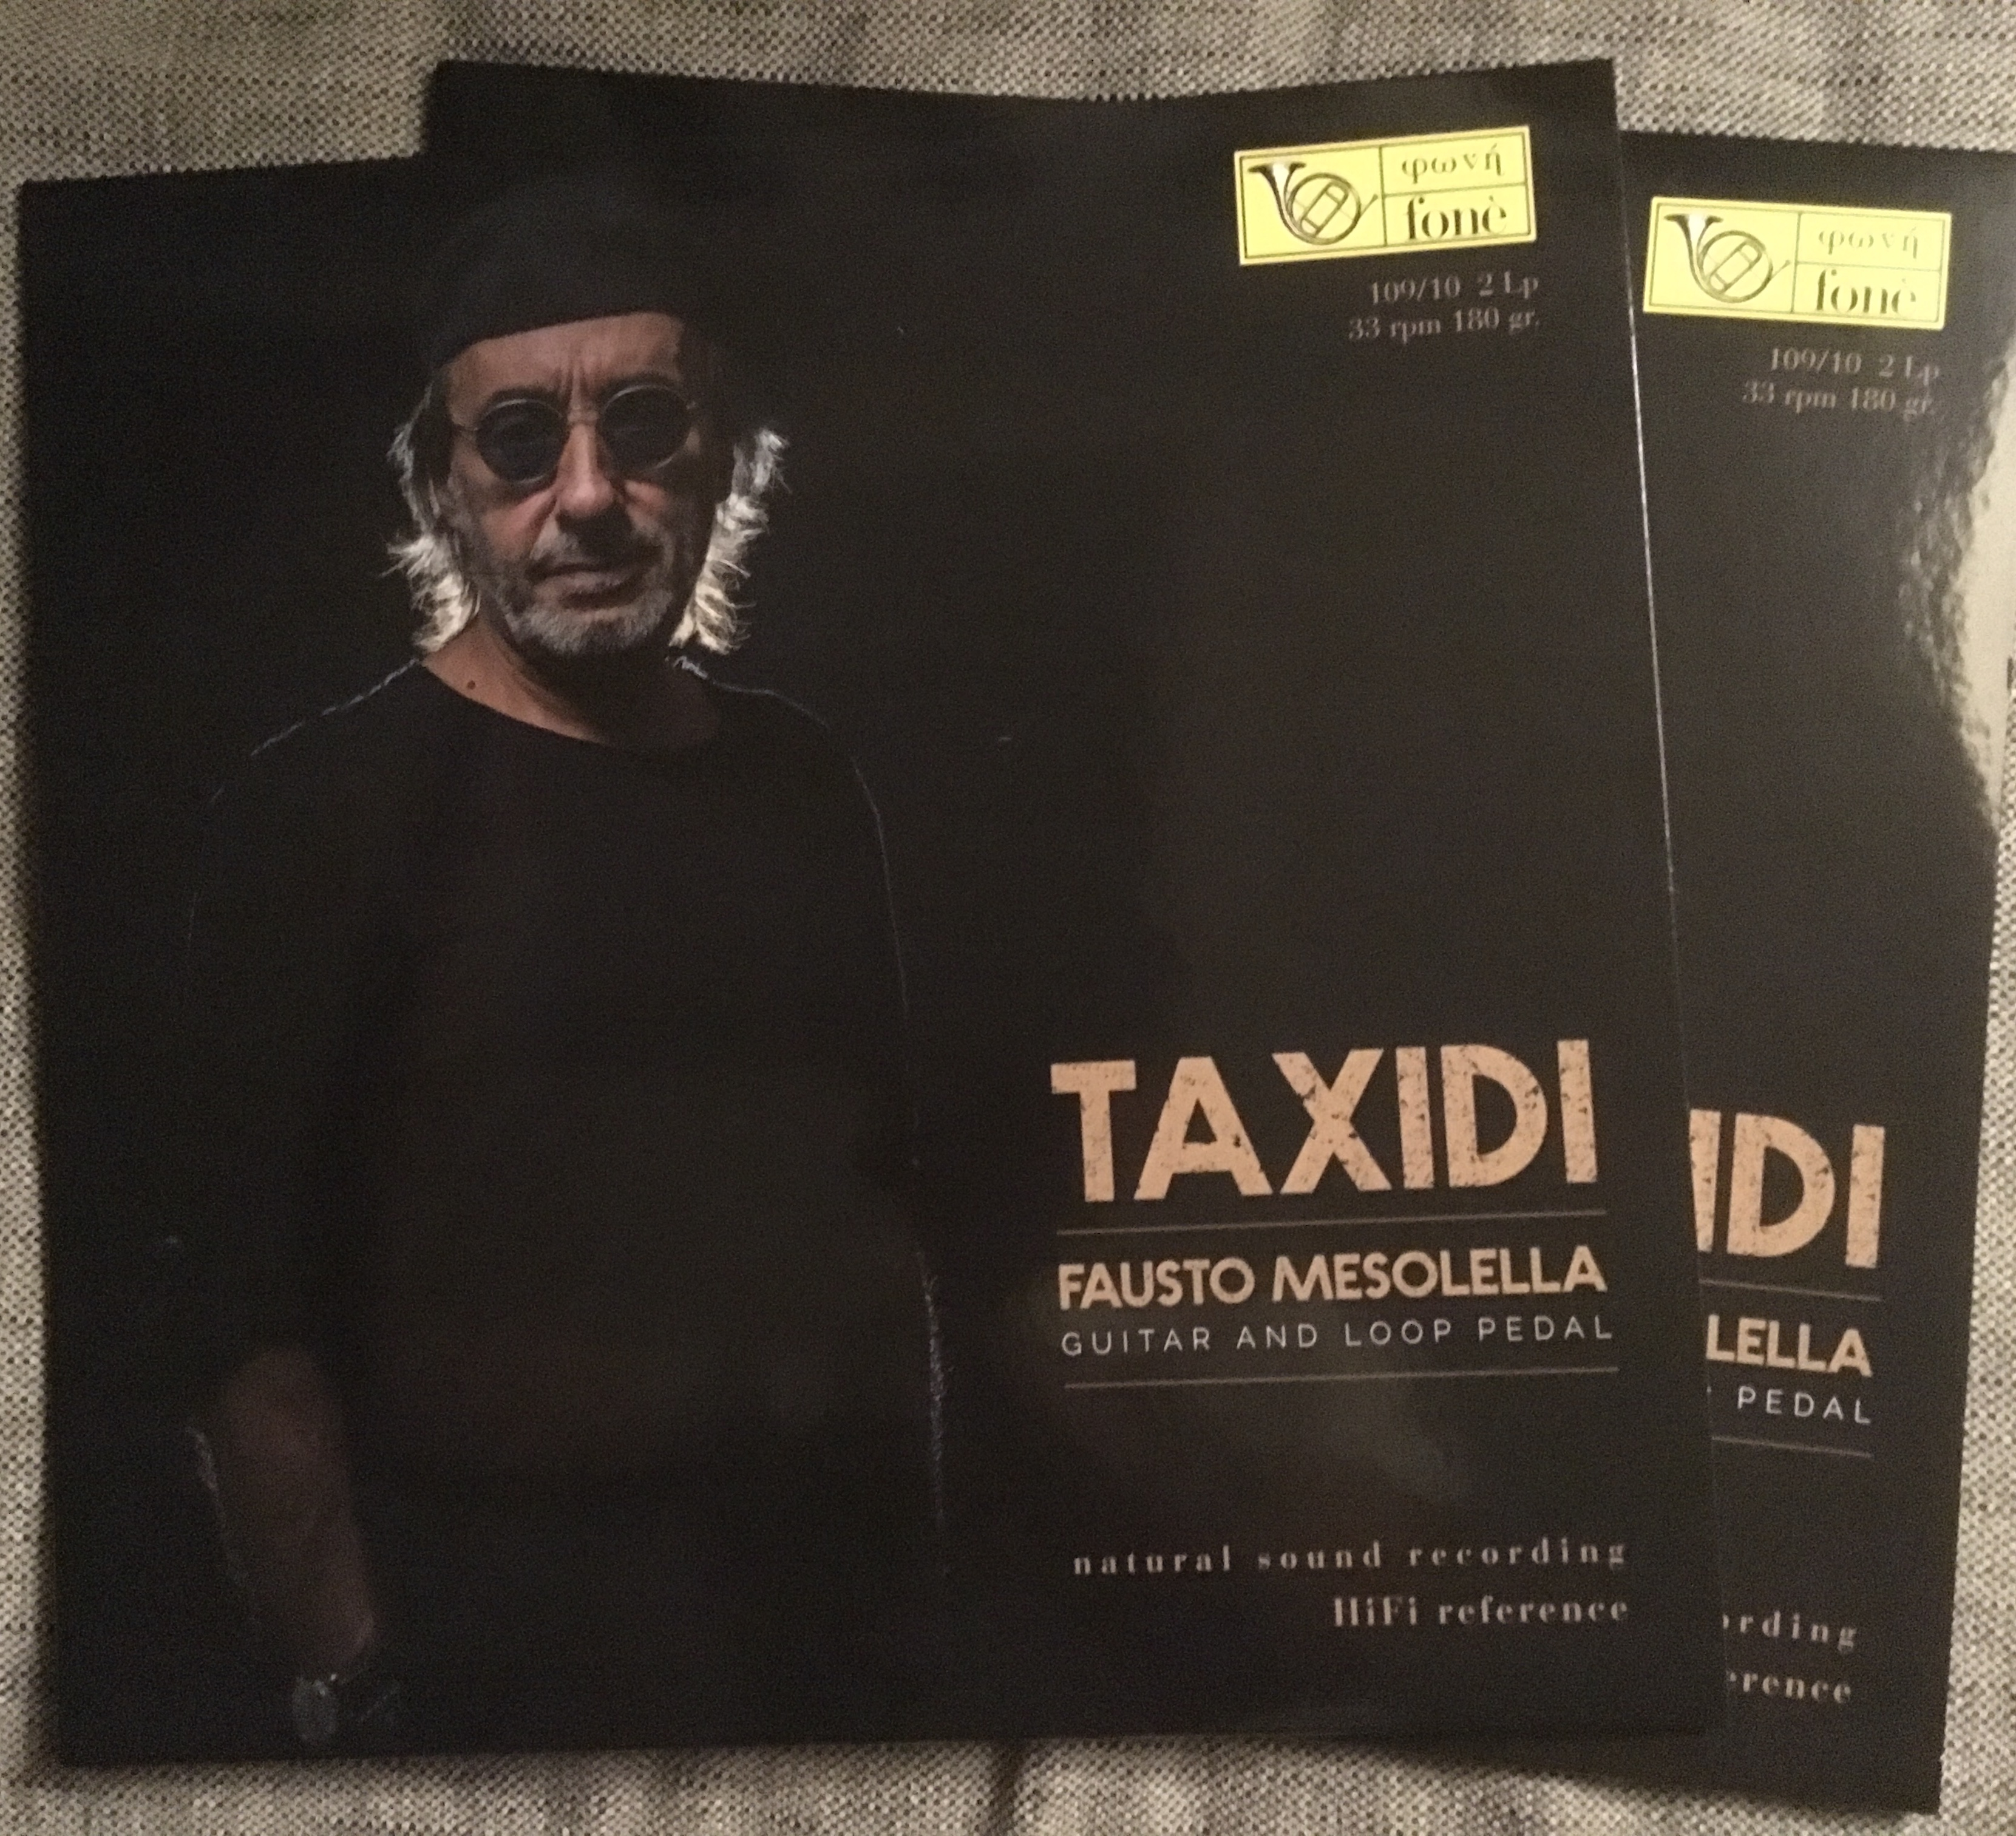 φωνή
fonè
109/10 2 Lp
33 rpm 180 gr.
TAXIDI
FAUSTO MESOLELLA
GUITAR AND LOOP PEDAL
natural sound recording
HiFi reference
φωνή
fonè
109/10 2 Lp
33 rpm 180 gr.
IDI
LELLA
PEDAL
ording
erence